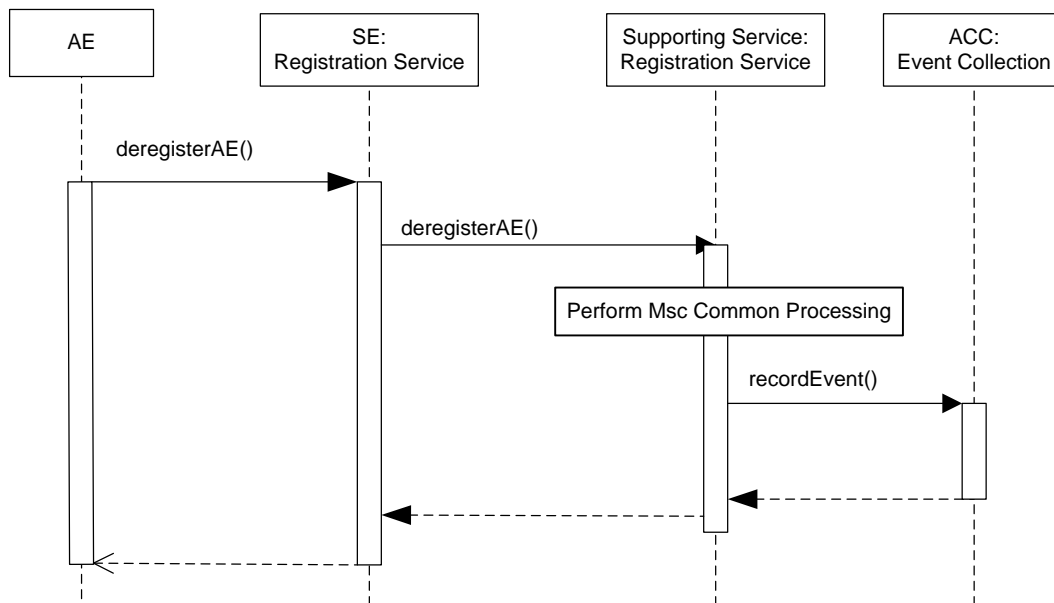 AE
SE:
Registration Service
Supporting Service:
Registration Service
ACC:
Event Collection
deregisterAE()
deregisterAE()
Perform Msc Common Processing
recordEvent()